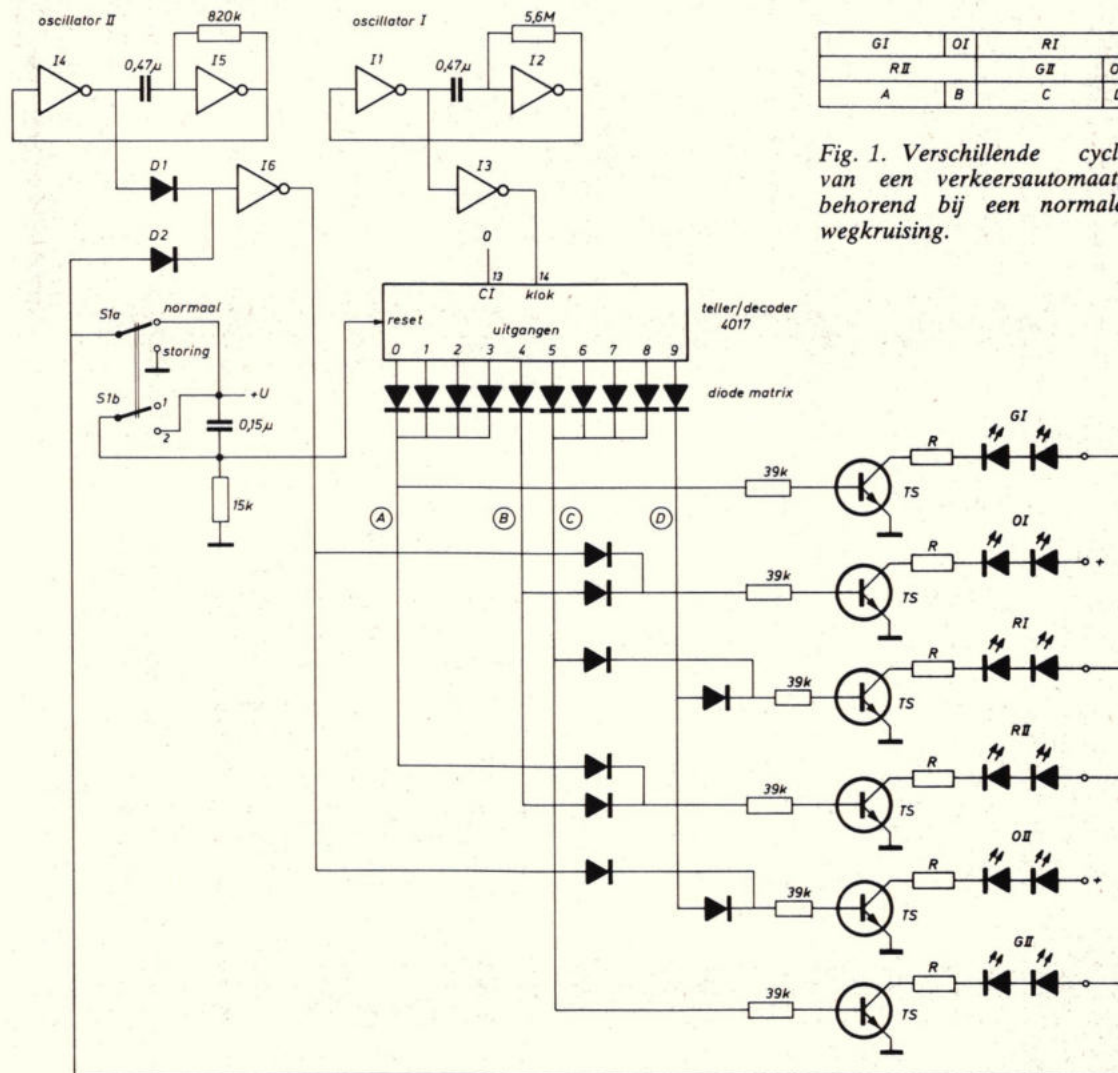 oscillator II
820k
oscillator I
5,6M
I4
0,47µ
I5
I1
0,47µ
I2
GI OI RI
RII GII
A B C
Fig. 1. Verschillende cycl
van een verkeersautomaat
behorend bij een normale
wegkruising.
D1
I6
I3
D2
0
13 14
CI klok
S1a
normaal
storing
reset
uitgangen
0 1 2 3 4 5 6 7 8 9
teller/decoder
4017
+U
S1b
1
2
0,15µ
diode matrix
15k
A B C D
39k
TS
R
GI
39k
TS
R
OI
+
39k
TS
R
RI
39k
TS
R
RII
39k
TS
R
OII
+
39k
TS
R
GII